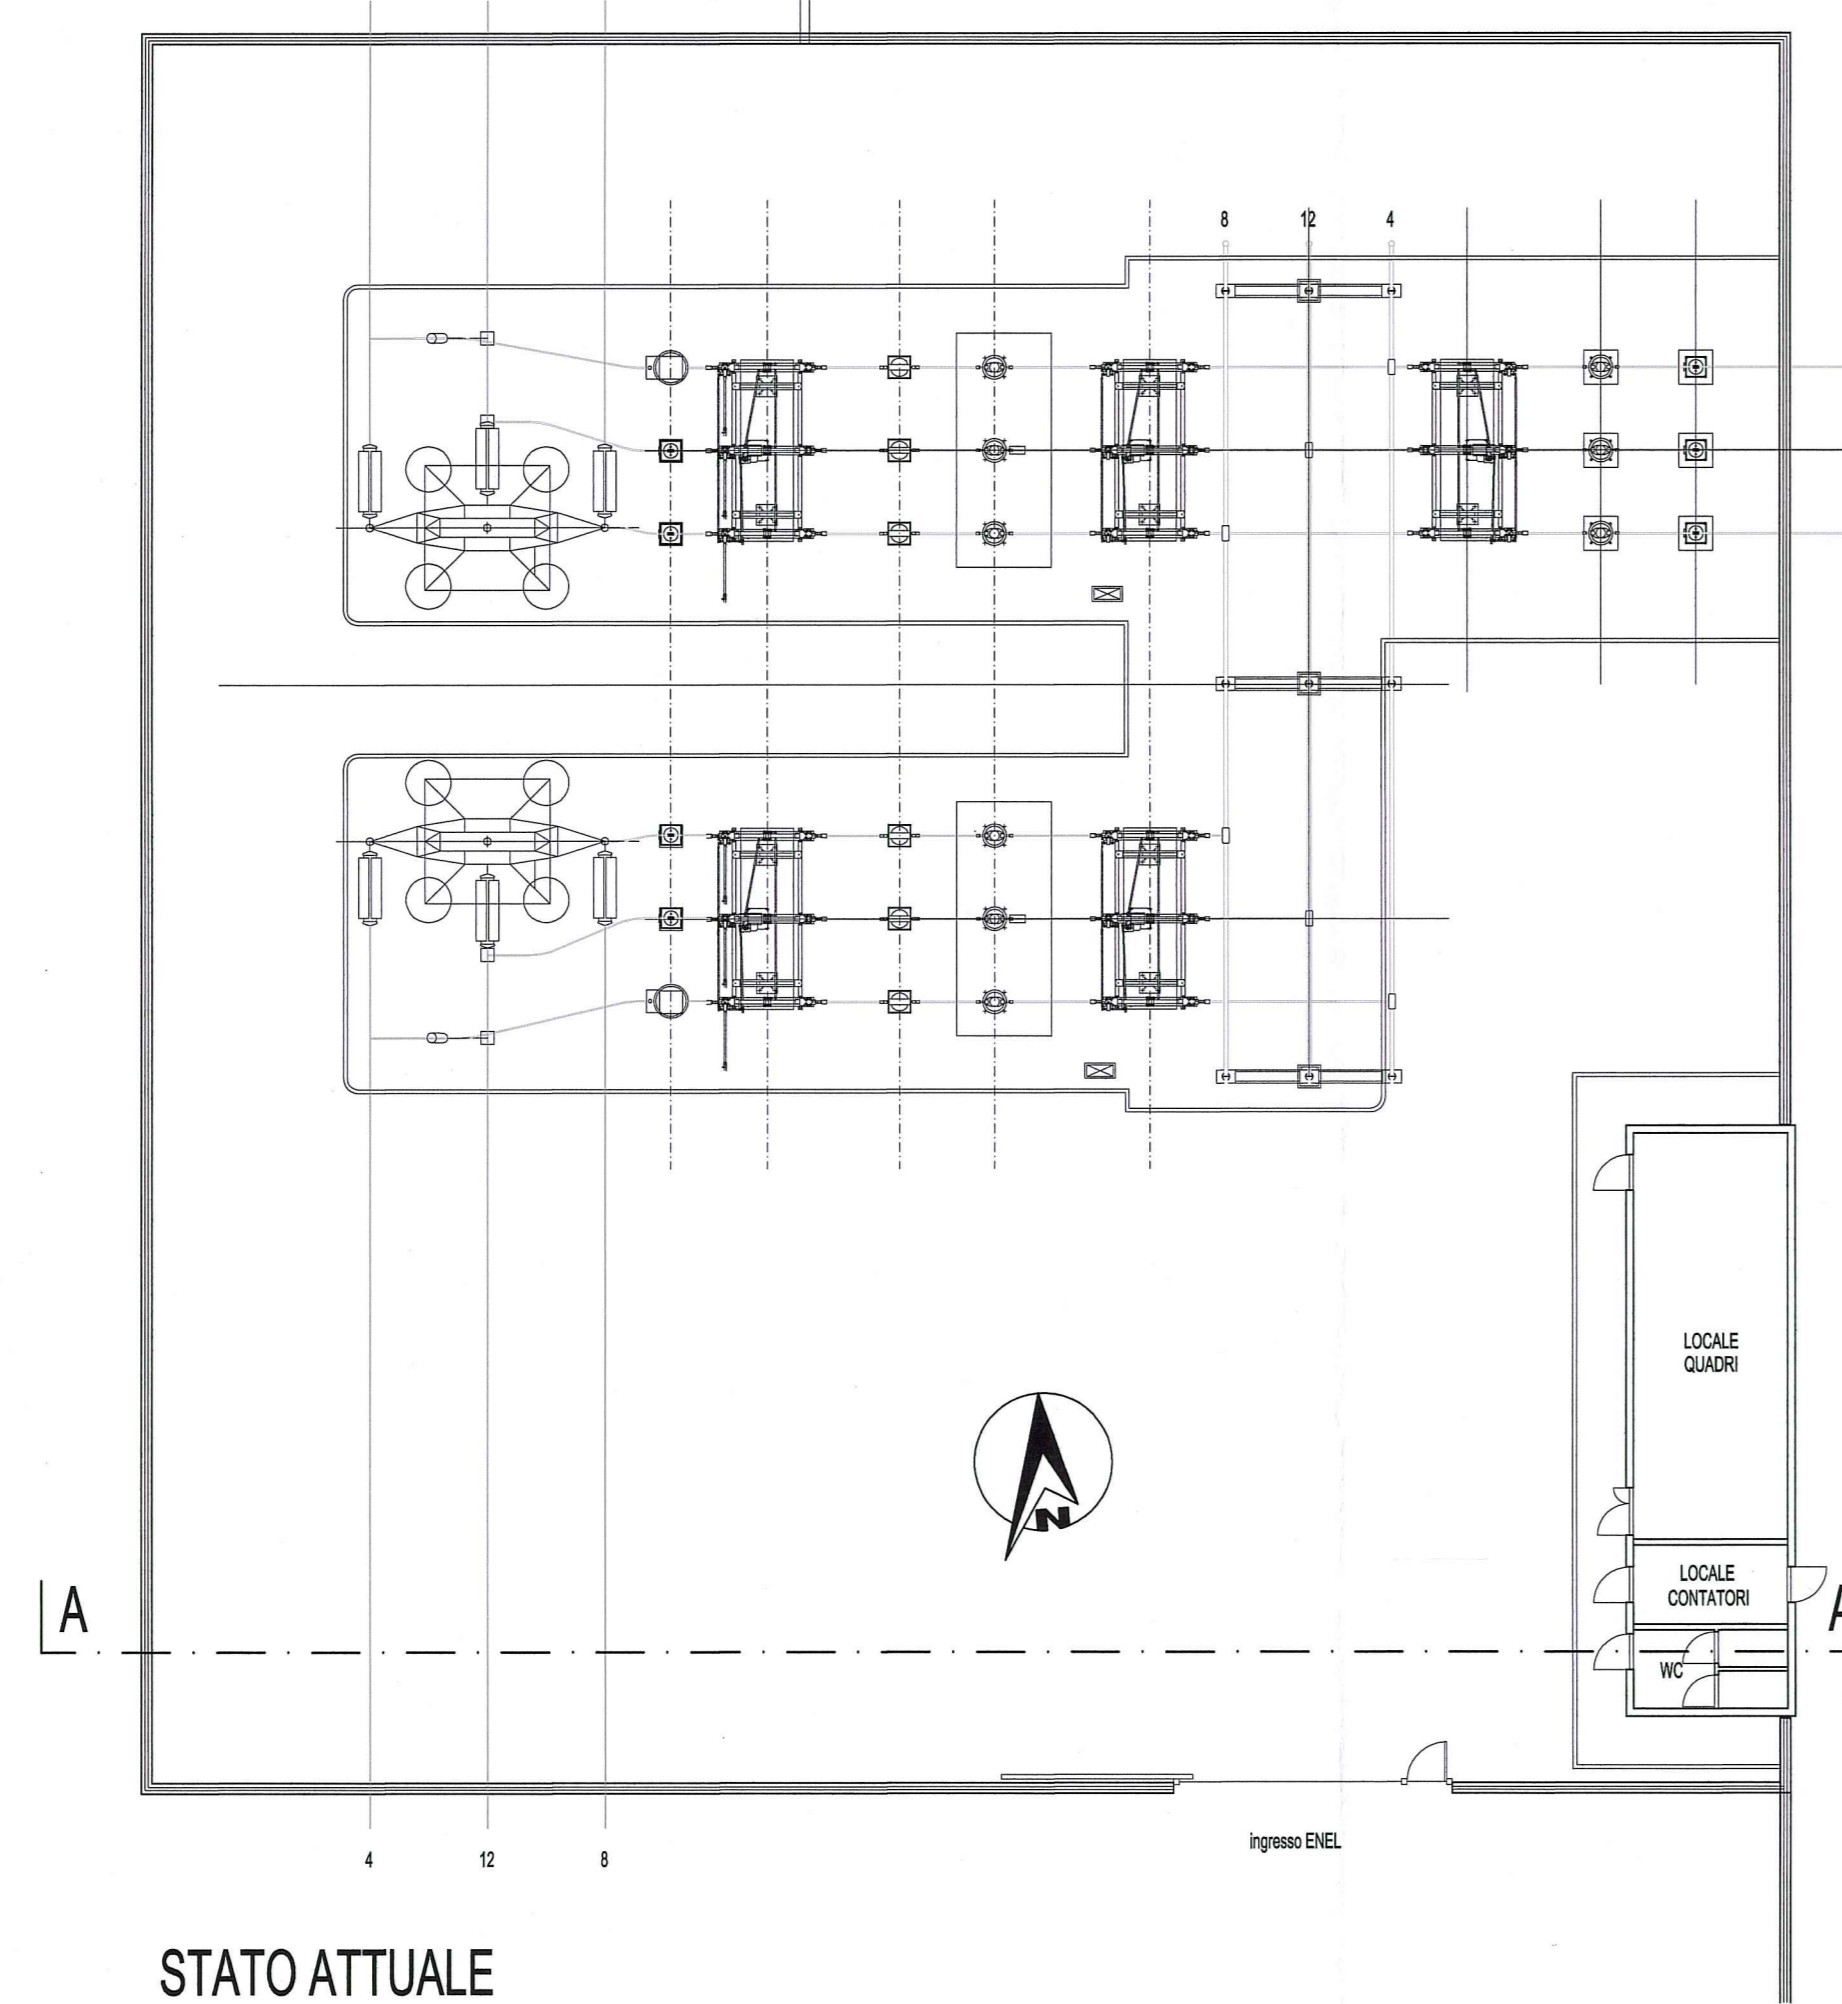 8 12 4
LOCALE
QUADRI
N
LOCALE
CONTATORI
A A
WC
ingresso ENEL
4 12 8
STATO ATTUALE